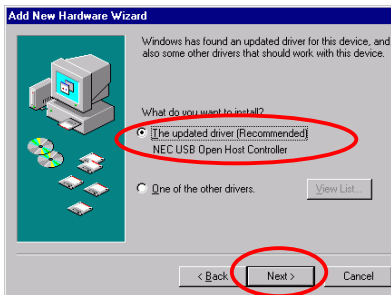 Add New Hardware Wizard
Windows has found an updated driver for this device, and
also some other drivers that should work with this device.
What do you want to install?
The updated driver (Recommended)
NEC USB Open Host Controller
One of the other drivers.
View List...
< Back
Next >
Cancel